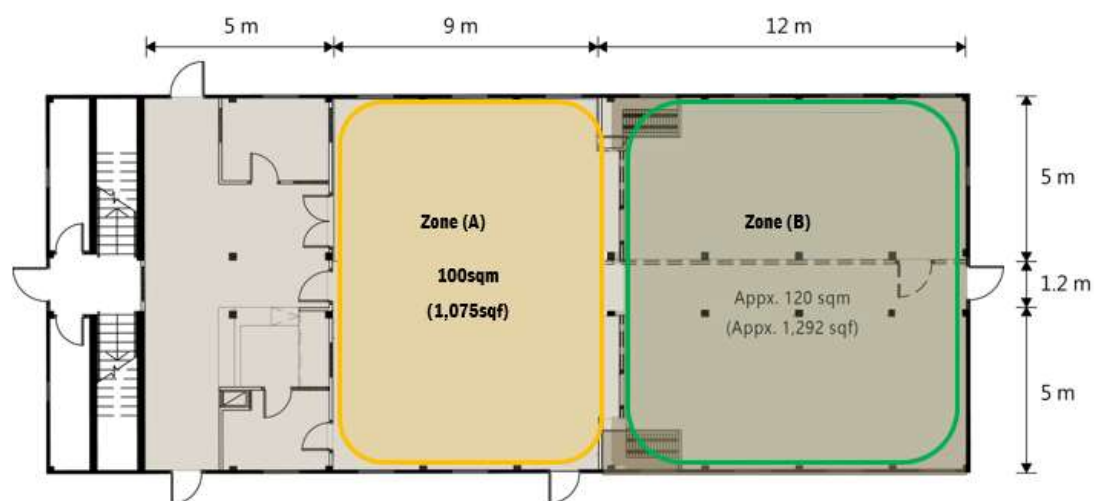 5 m
9 m
12 m
5 m
Zone (A)
Zone (B)
100sqm
(1,075sqf)
1.2 m
Appx. 120 sqm
(Appx. 1,292 sqf)
5 m